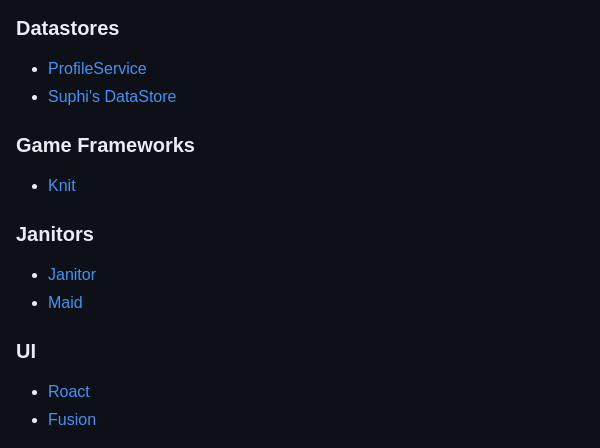 Datastores
ProfileService
Suphi's DataStore
Game Frameworks
Knit
Janitors
Janitor
Maid
UI
Roact
Fusion